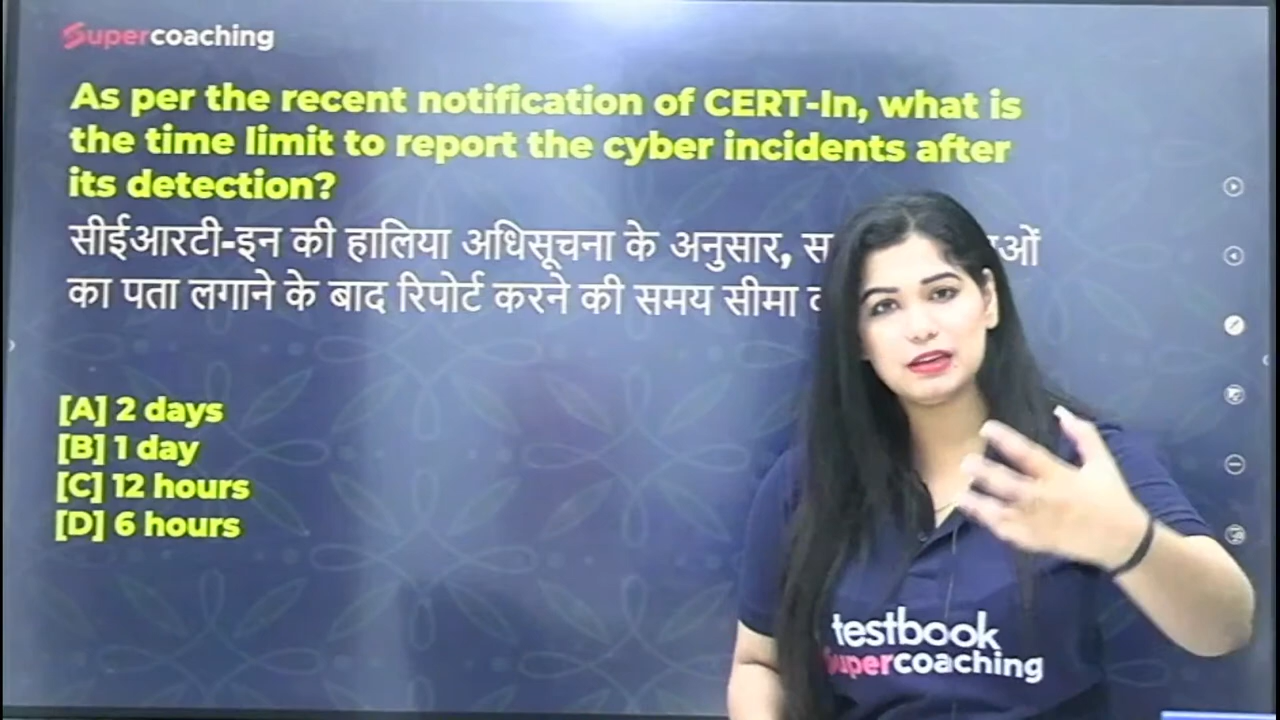 Supercoaching
As per the recent notification of CERT-In, what is
the time limit to report the cyber incidents after
its detection?
सीईआरटी-इन की हालिया अधिसूचना के अनुसार,
का पता लगाने के बाद रिपोर्ट करने की समय सीमा
[A] 2 days
[B] 1 day
[C] 12 hours
[D] 6 hours
testbook
Supercoaching